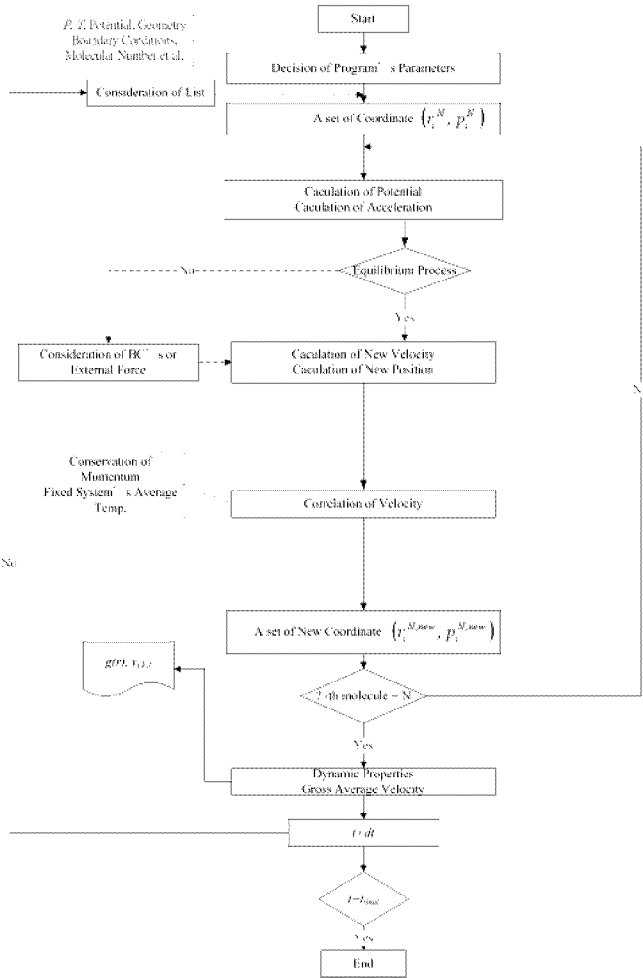 Start
P, T, Potential, Geometry
Boundary Conditions,
Molecular Number et al.
Decision of Program's Parameters
Consideration of List
A set of Coordinate (r_i^N, p_i^N)
Caculation of Potential
Caculation of Acceleration
No
Equilibrium Process
Yes
Consideration of BC's or
External Force
Caculation of New Velocity
Caculation of New Position
N
Conservation of
Momentum
Fixed System's Average
Temp.
Correlation of Velocity
No
A set of New Coordinate (r_i^{N,new}, p_i^{N,new})
g(r),
-th molecule = N
Yes
Dynamic Properties
Gross Average Velocity
t+dt
Yes
End